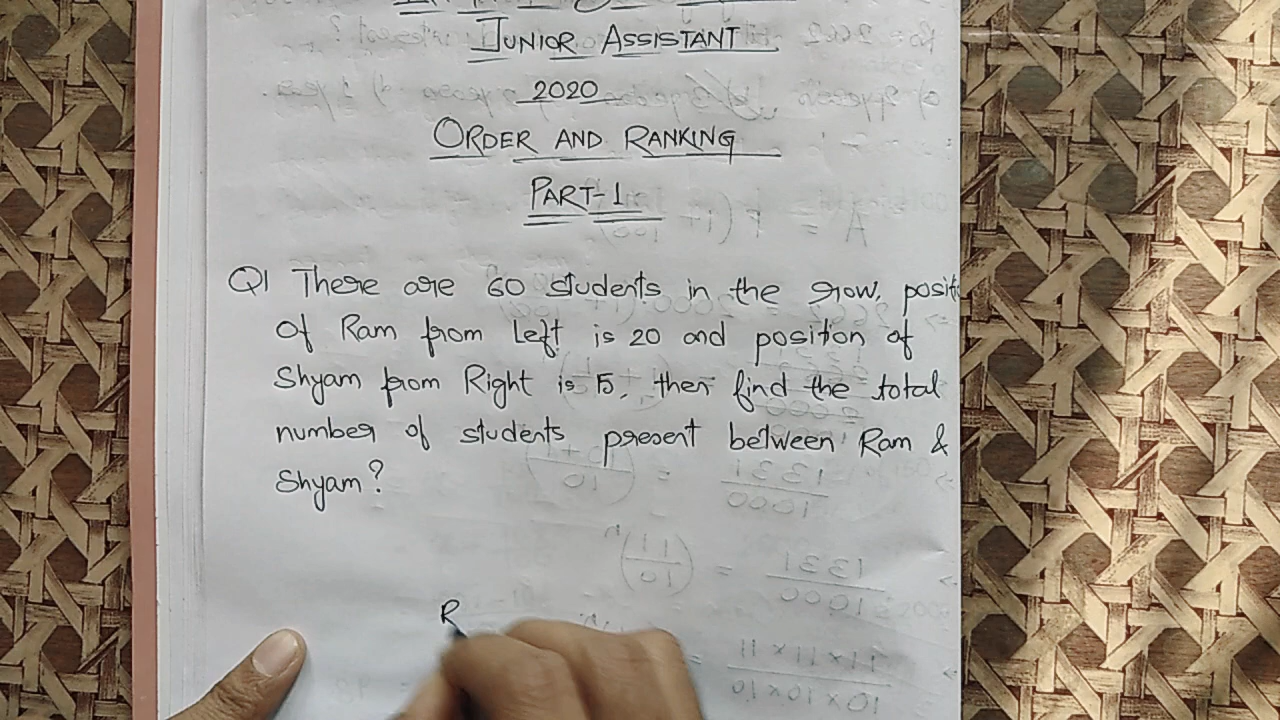 JUNIOR ASSISTANT
2020
ORDER AND RANKING
PART-1
Q1 There are 60 students in the row, posit
of Ram from Left is 20 and position of
Shyam from Right is 15, then find the total
number of students present between Ram &
Shyam?
R